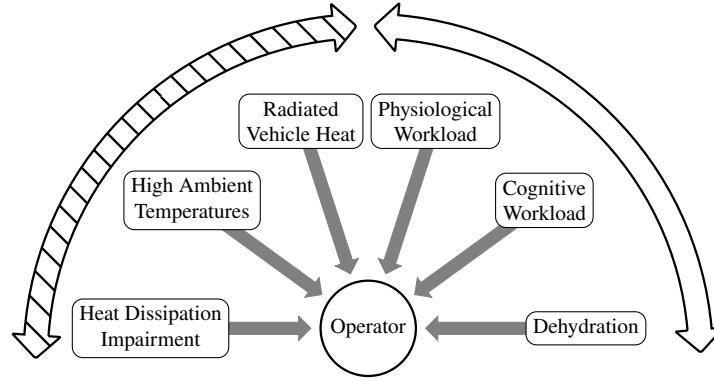 Radiated
Vehicle Heat
Physiological
Workload
High Ambient
Temperatures
Cognitive
Workload
Heat Dissipation
Impairment
Operator
Dehydration